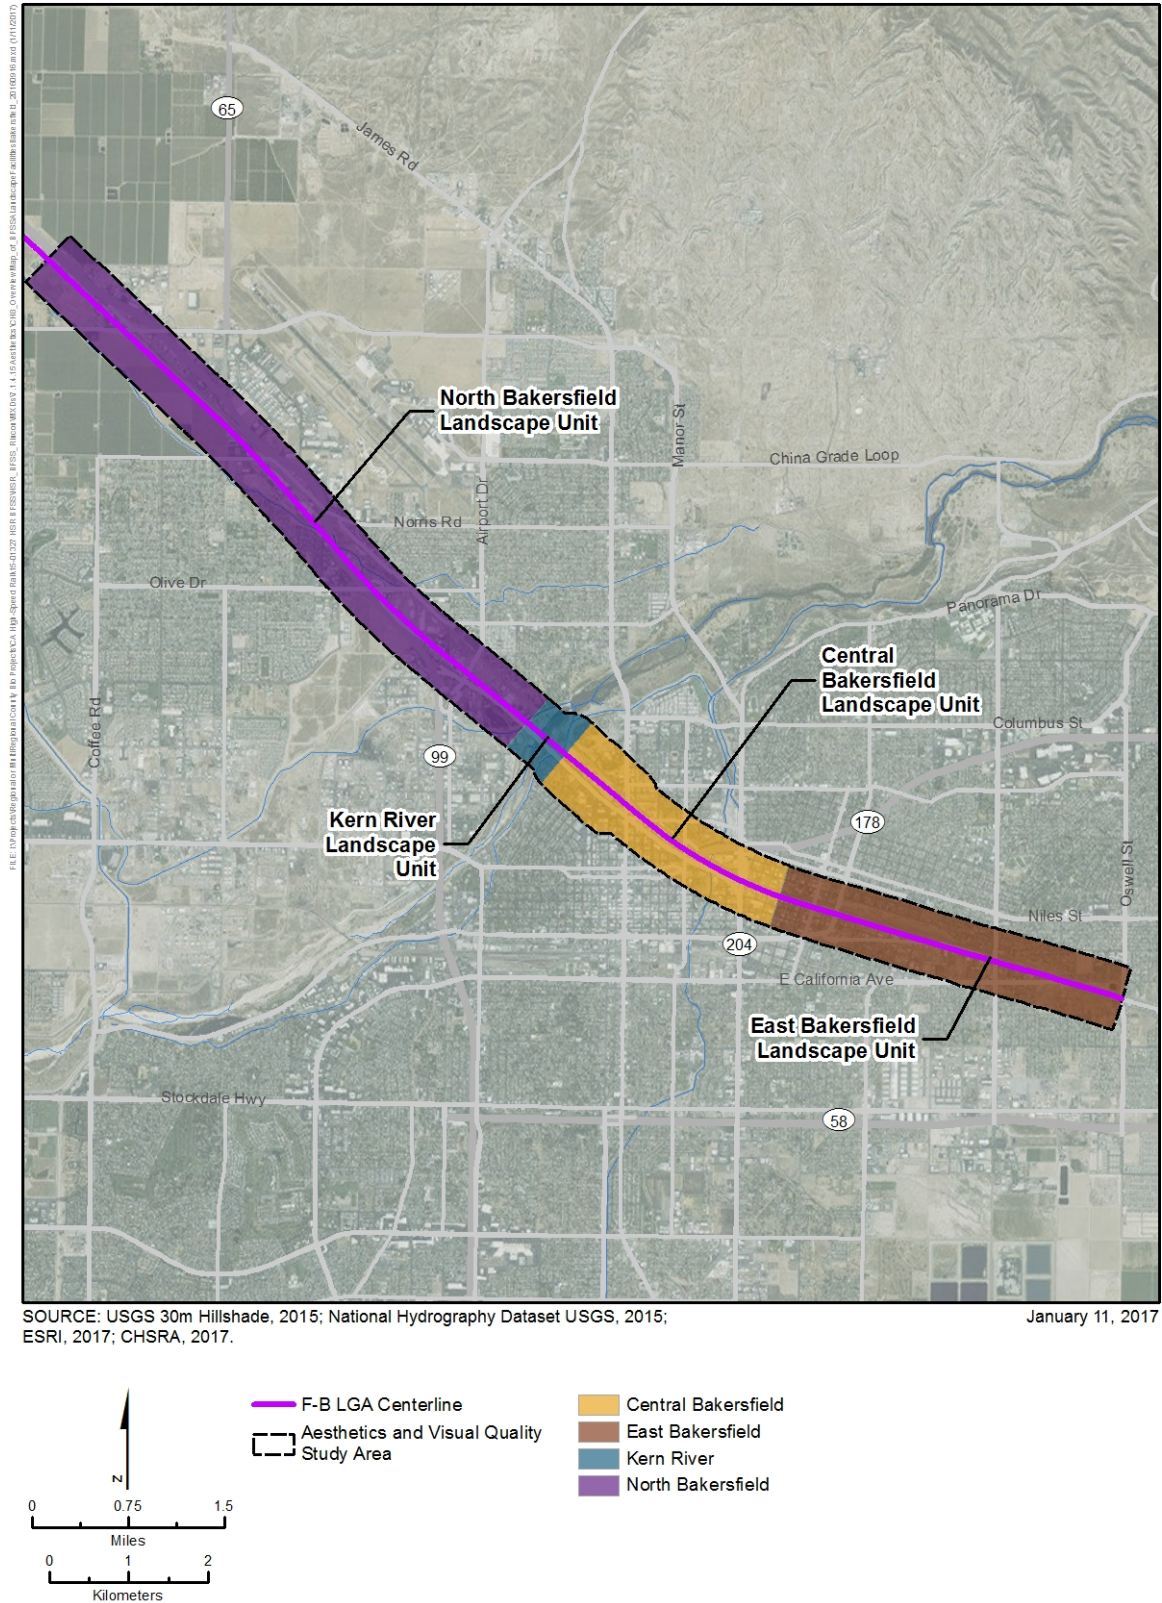 65
James Rd
North Bakersfield
Landscape Unit
Manor St
China Grade Loop
Airport Dr
Norris Rd
Olive Dr
Panorama Dr
Central
Bakersfield
Landscape Unit
Coffee Rd
Columbus St
99
Kern River
Landscape
Unit
178
Oswell St
Niles St
204
E California Ave
East Bakersfield
Landscape Unit
Stockdale Hwy
58
SOURCE: USGS 30m Hillshade, 2015; National Hydrography Dataset USGS, 2015;
ESRI, 2017; CHSRA, 2017.
January 11, 2017
F-B LGA Centerline
Aesthetics and Visual Quality
Study Area
Central Bakersfield
East Bakersfield
Kern River
North Bakersfield
N
0 0.75 1.5
Miles
0 1 2
Kilometers